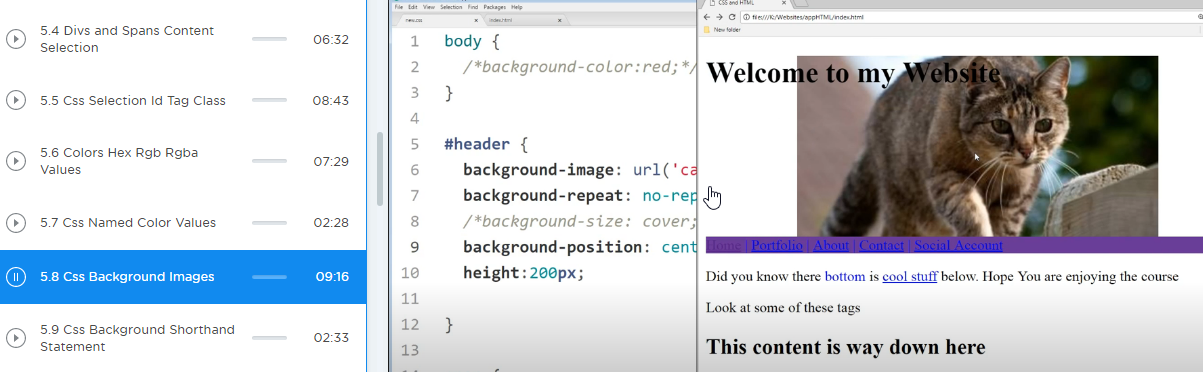 5.4 Divs and Spans Content
Selection
06:32
5.5 Css Selection Id Tag Class
08:43
5.6 Colors Hex Rgb Rgba
Values
07:29
5.7 Css Named Color Values
02:28
5.8 Css Background Images
09:16
5.9 Css Background Shorthand
Statement
02:33
File Edit View Selection Find Packages Help
new.css
index.html
1 body {
2 /*background-color:red;*/
3 }
4
5 #header {
6 background-image: url('ca
7 background-repeat: no-rep
8 /*background-size: cover;
9 background-position: cent
10 height:200px;
11
12 }
13
CSS and HTML
file:///K:/Websites/appHTML/index.html
New folder
Welcome to my Website
Home | Portfolio | About | Contact | Social Account
Did you know there bottom is cool stuff below. Hope You are enjoying the course
Look at some of these tags
This content is way down here